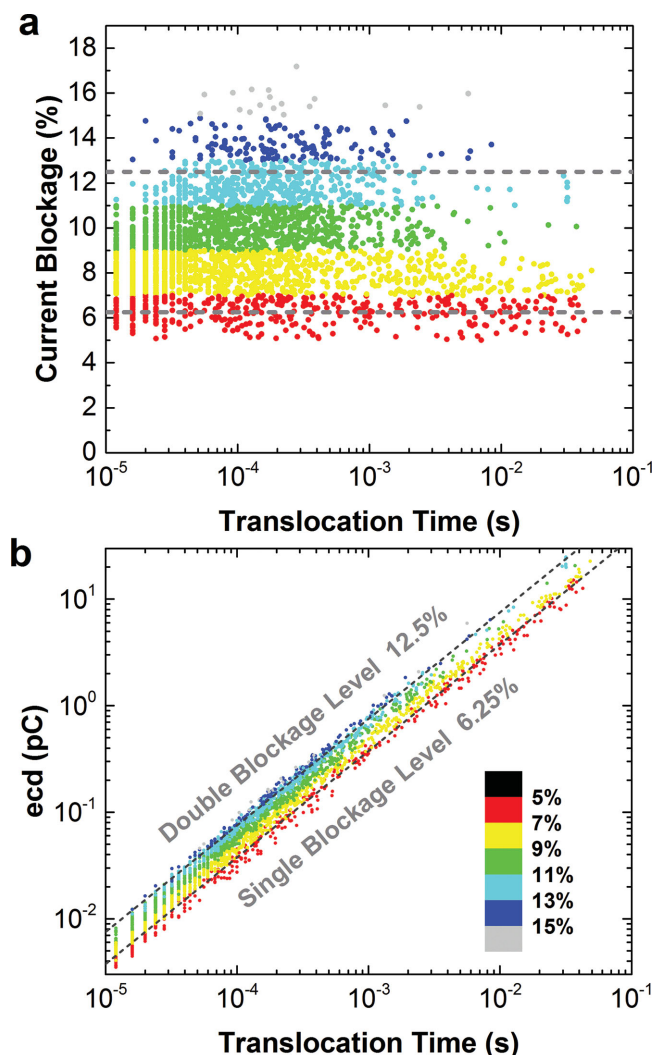 a
18
16
14
12
10
8
6
4
2
0
Current Blockage (%)
10^-5 10^-4 10^-3 10^-2 10^-1
Translocation Time (s)
b
10^1
10^0
10^-1
10^-2
ecd (pC)
Double Blockage Level 12.5%
Single Blockage Level 6.25%
5%
7%
9%
11%
13%
15%
10^-5 10^-4 10^-3 10^-2 10^-1
Translocation Time (s)